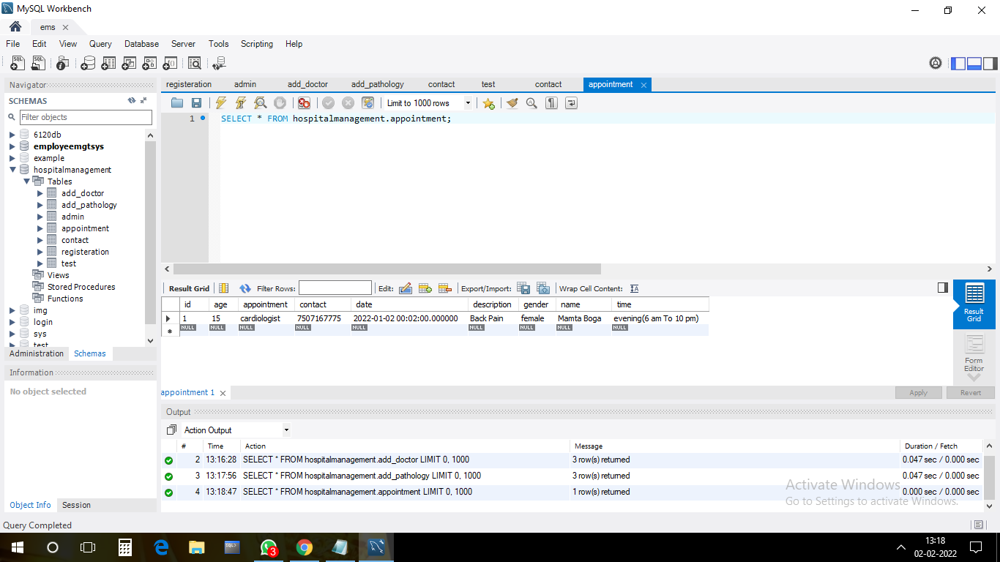 MySQL Workbench
ems
File Edit View Query Database Server Tools Scripting Help
Navigator
registeration admin add_doctor add_pathology contact test contact appointment
SCHEMAS
Limit to 1000 rows
Filter objects
1 SELECT * FROM hospitalmanagement.appointment;
6120db
employeemgtsys
example
hospitalmanagement
Tables
add_doctor
add_pathology
admin
appointment
contact
registeration
test
Views
Stored Procedures
Functions
img
login
sys
test
Result Grid Filter Rows: Edit: Export/Import: Wrap Cell Content:
id age appointment contact date description gender name time
1 15 cardiologist 7507167775 2022-01-02 00:02:00.000000 Back Pain female Mamta Boga evening(6 am To 10 pm)
NULL NULL NULL NULL NULL NULL NULL NULL NULL
Result Grid
Form Editor
Administration Schemas
Information
No object selected
appointment 1
Apply Revert
Output
Action Output
# Time Action Message Duration / Fetch
2 13:16:28 SELECT * FROM hospitalmanagement.add_doctor LIMIT 0, 1000 3 row(s) returned 0.047 sec / 0.000 sec
3 13:17:56 SELECT * FROM hospitalmanagement.add_pathology LIMIT 0, 1000 3 row(s) returned 0.047 sec / 0.000 sec
4 13:18:47 SELECT * FROM hospitalmanagement.appointment LIMIT 0, 1000 1 row(s) returned 0.000 sec / 0.000 sec
Activate Windows
Go to Settings to activate Windows.
Object Info Session
Query Completed
3
13:18
02-02-2022